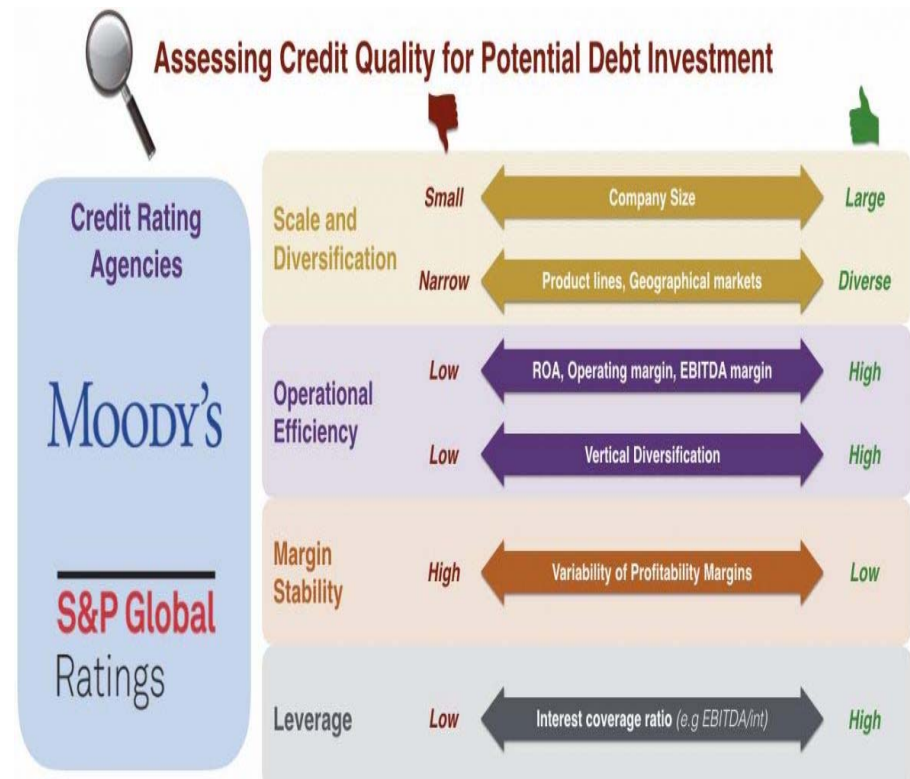 Assessing Credit Quality for Potential Debt Investment
Credit Rating
Agencies
MOODY'S
S&P Global
Ratings
Scale and
Diversification
Small
Company Size
Large
Narrow
Product lines, Geographical markets
Diverse
Operational
Efficiency
Low
ROA, Operating margin, EBITDA margin
High
Low
Vertical Diversification
High
Margin
Stability
High
Variability of Profitability Margins
Low
Leverage
Low
Interest coverage ratio (e.g EBITDA/int)
High